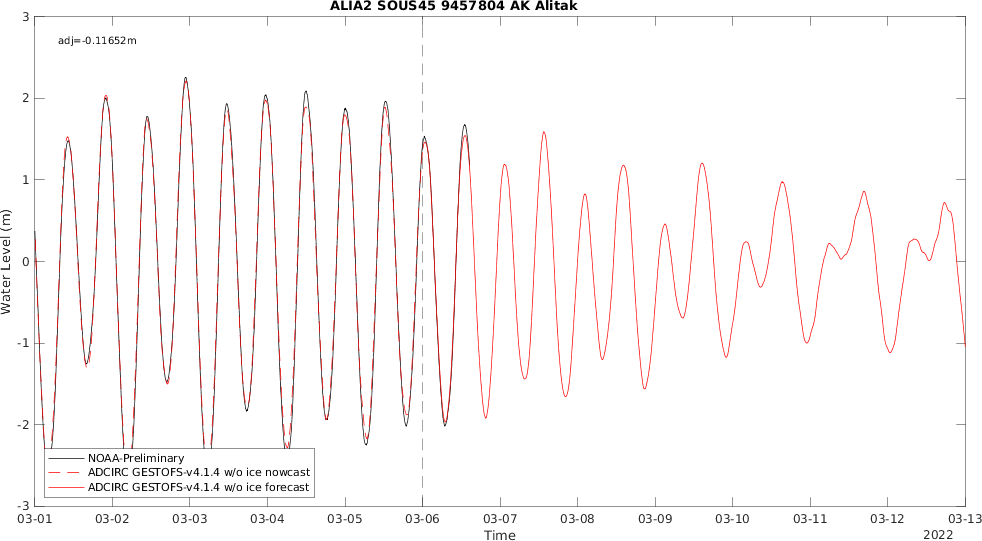 ALIA2 SOUS45 9457804 AK Alitak
3
adj=-0.11652m
2
1
0
-1
-2
-3
Water Level (m)
NOAA-Preliminary
ADCIRC GESTOFS-v4.1.4 w/o ice nowcast
ADCIRC GESTOFS-v4.1.4 w/o ice forecast
03-01 03-02 03-03 03-04 03-05 03-06 03-07 03-08 03-09 03-10 03-11 03-12 03-13
Time
2022